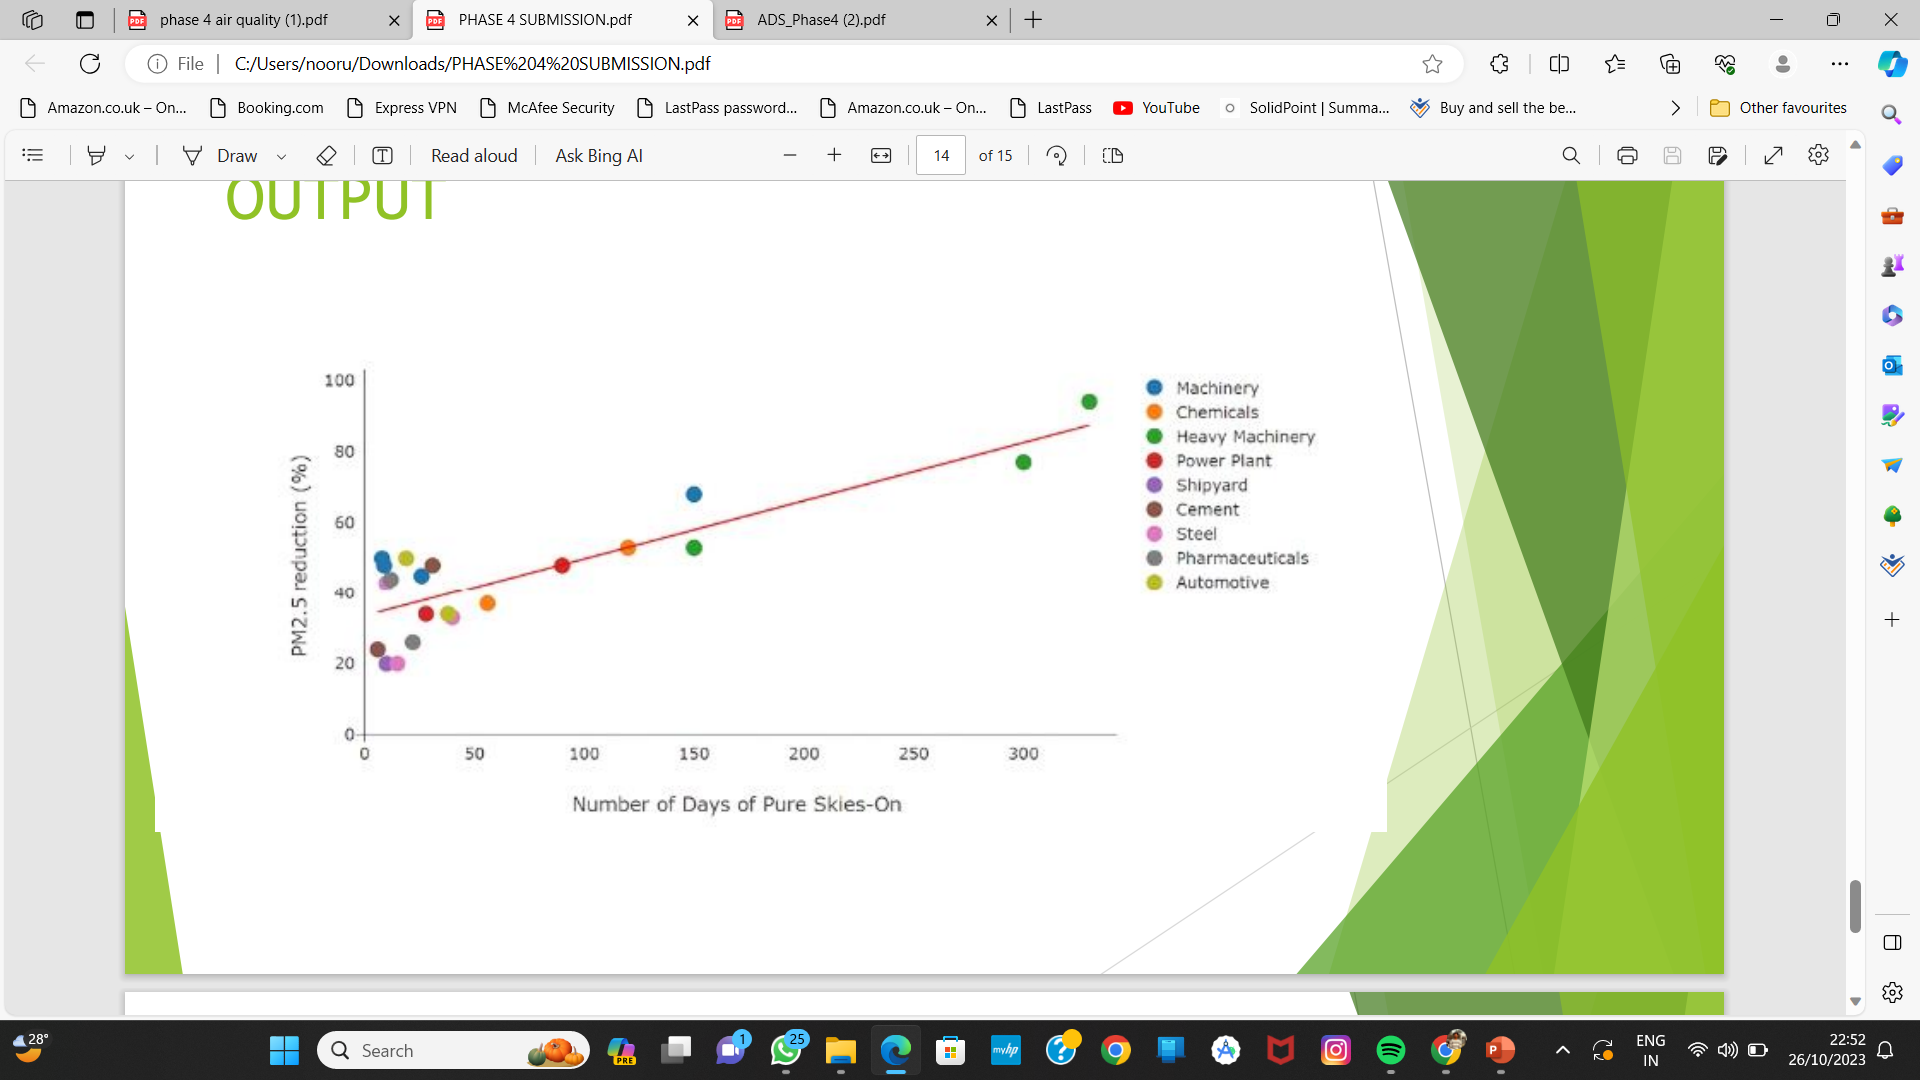 phase 4 air quality (1).pdf
PHASE 4 SUBMISSION.pdf
ADS_Phase4 (2).pdf
File
C:/Users/nooru/Downloads/PHASE%204%20SUBMISSION.pdf
Amazon.co.uk – On...
Booking.com
Express VPN
McAfee Security
LastPass password...
Amazon.co.uk – On...
LastPass
YouTube
SolidPoint | Summa...
Buy and sell the be...
Other favourites
Draw
Read aloud
Ask Bing AI
14 of 15
OUTPUT
100
80
60
40
20
0
PM2.5 reduction (%)
0 50 100 150 200 250 300
Number of Days of Pure Skies-On
Machinery
Chemicals
Heavy Machinery
Power Plant
Shipyard
Cement
Steel
Pharmaceuticals
Automotive
28°
Search
PRE
1
25
myhp
ENG
IN
22:52
26/10/2023